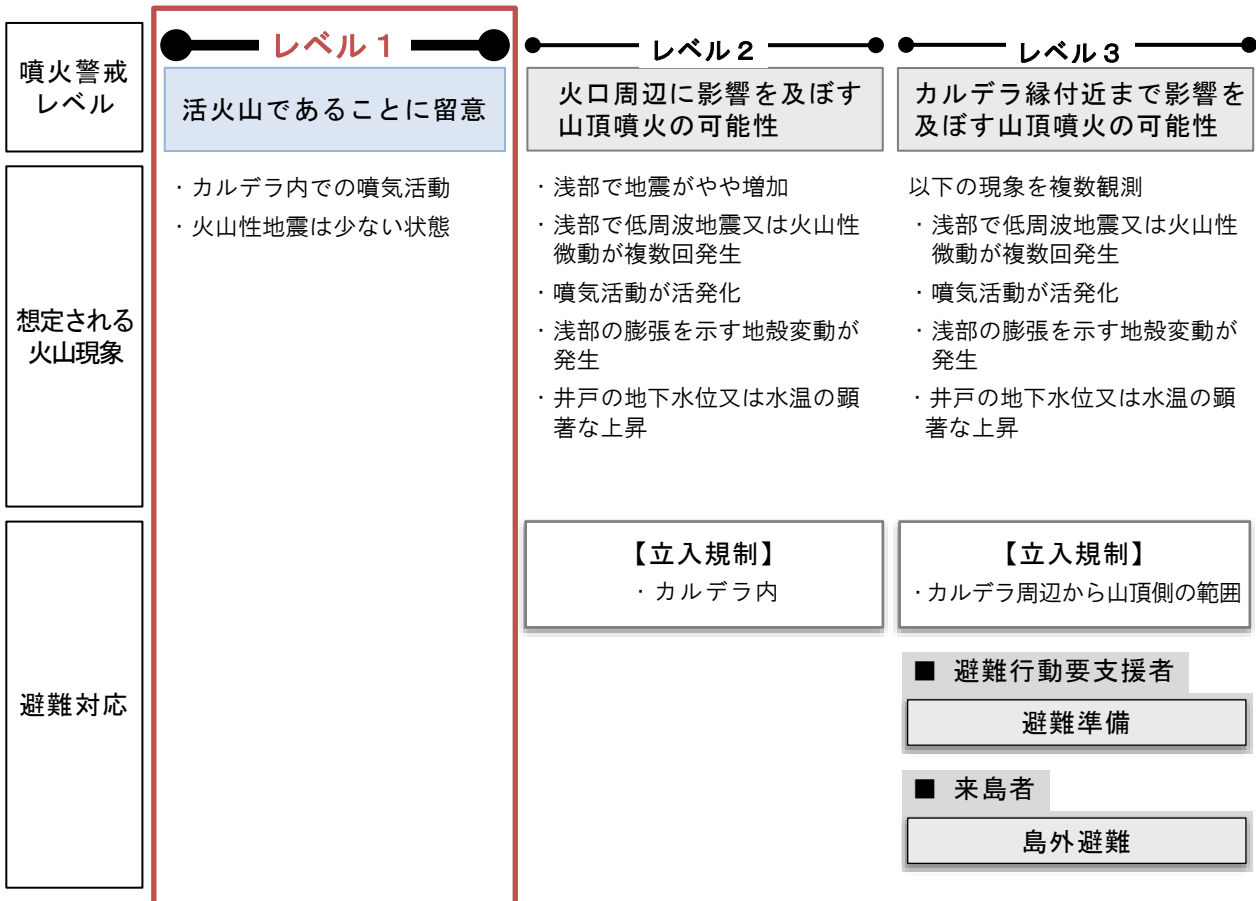 噴火警戒
レベル
レベル1
活火山であることに留意
レベル2
火口周辺に影響を及ぼす
山頂噴火の可能性
レベル3
カルデラ縁付近まで影響を
及ぼす山頂噴火の可能性
想定される
火山現象
・カルデラ内での噴気活動
・火山性地震は少ない状態
・浅部で地震がやや増加
・浅部で低周波地震又は火山性
微動が複数回発生
・噴気活動が活発化
・浅部の膨張を示す地殻変動が
発生
・井戸の地下水位又は水温の顕
著な上昇
以下の現象を複数観測
・浅部で低周波地震又は火山性
微動が複数回発生
・噴気活動が活発化
・浅部の膨張を示す地殻変動が
発生
・井戸の地下水位又は水温の顕
著な上昇
避難対応
【立入規制】
・カルデラ内
【立入規制】
・カルデラ周辺から山頂側の範囲
■ 避難行動要支援者
避難準備
■ 来島者
島外避難